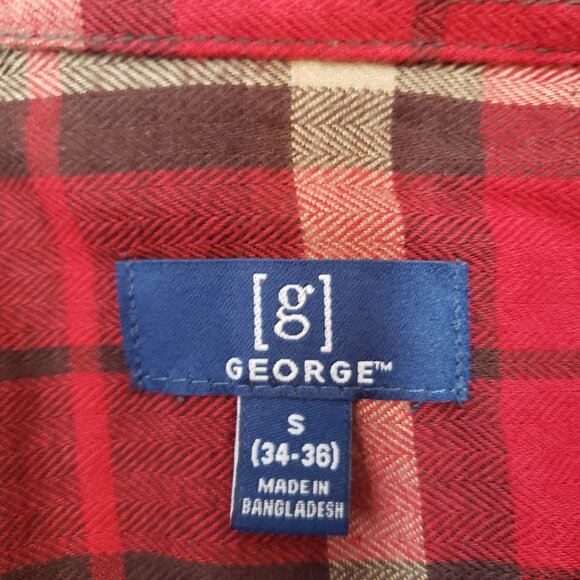 [g]
GEORGE™
S
(34-36)
MADE IN
BANGLADESH